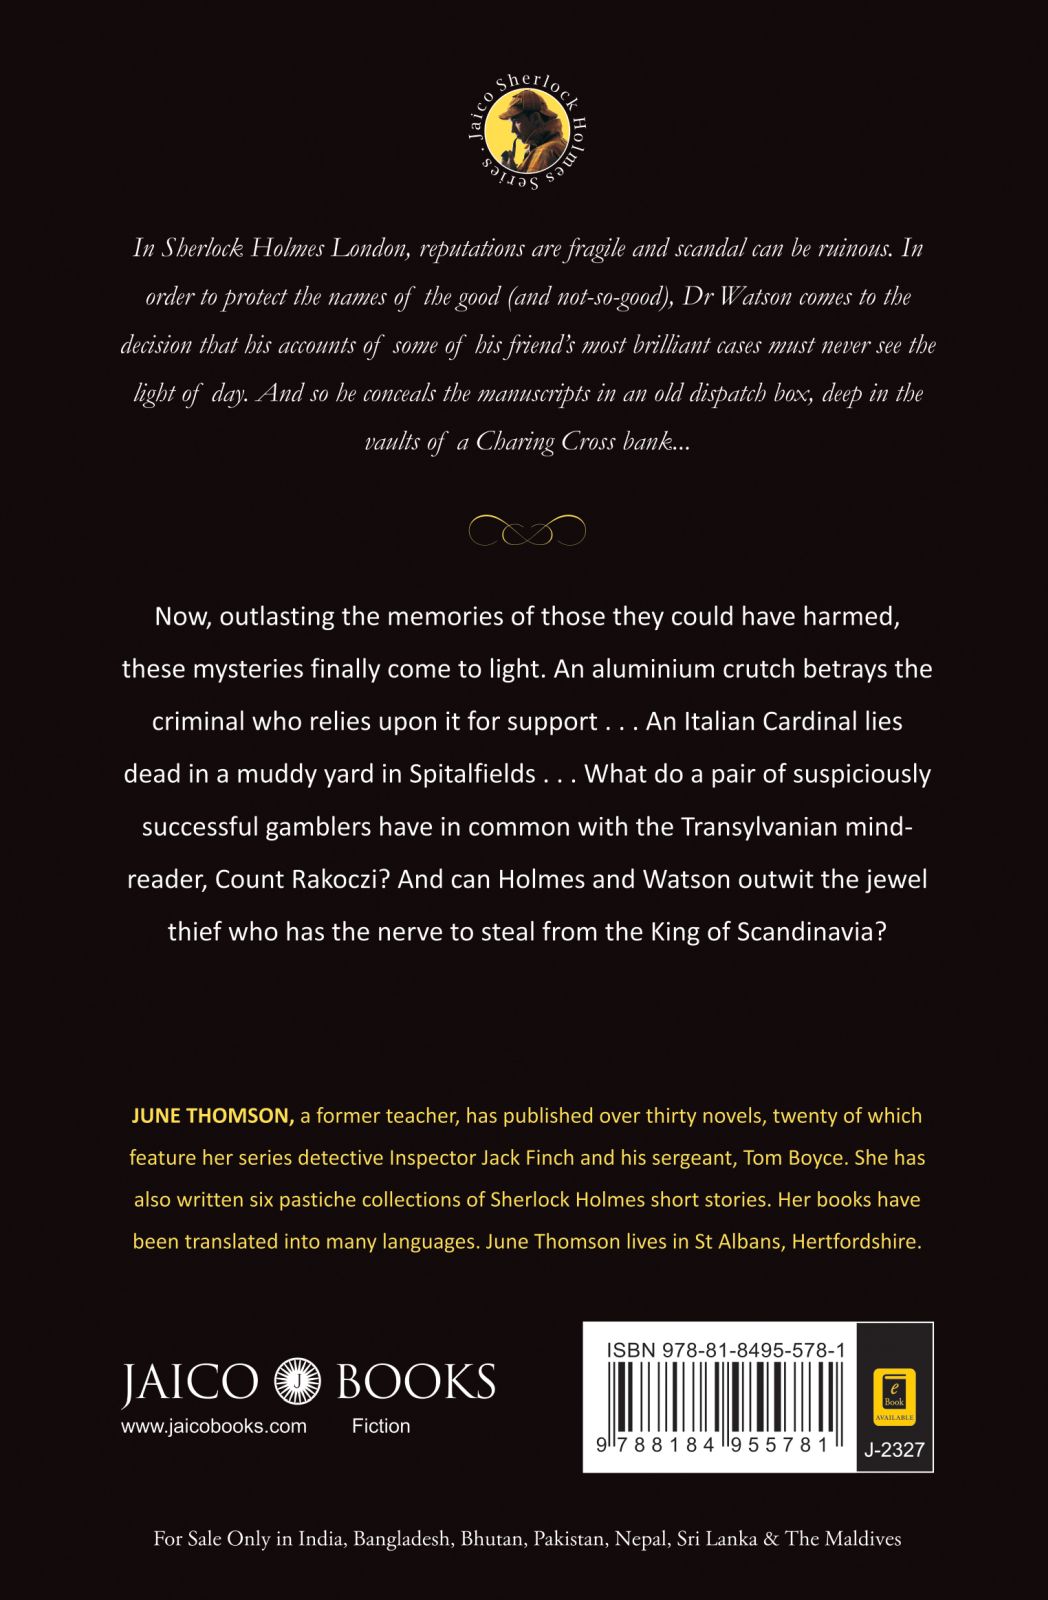 Jaico Sherlock Holmes Series ·
In Sherlock Holmes London, reputations are fragile and scandal can be ruinous. In
order to protect the names of the good (and not-so-good), Dr Watson comes to the
decision that his accounts of some of his friend's most brilliant cases must never see the
light of day. And so he conceals the manuscripts in an old dispatch box, deep in the
vaults of a Charing Cross bank...
Now, outlasting the memories of those they could have harmed,
these mysteries finally come to light. An aluminium crutch betrays the
criminal who relies upon it for support . . . An Italian Cardinal lies
dead in a muddy yard in Spitalfields . . . What do a pair of suspiciously
successful gamblers have in common with the Transylvanian mind-
reader, Count Rakoczi? And can Holmes and Watson outwit the jewel
thief who has the nerve to steal from the King of Scandinavia?
JUNE THOMSON, a former teacher, has published over thirty novels, twenty of which
feature her series detective Inspector Jack Finch and his sergeant, Tom Boyce. She has
also written six pastiche collections of Sherlock Holmes short stories. Her books have
been translated into many languages. June Thomson lives in St Albans, Hertfordshire.
JAICO J BOOKS
www.jaicobooks.com Fiction
ISBN 978-81-8495-578-1
9 788184 955781
e
Book
AVAILABLE
J-2327
For Sale Only in India, Bangladesh, Bhutan, Pakistan, Nepal, Sri Lanka & The Maldives